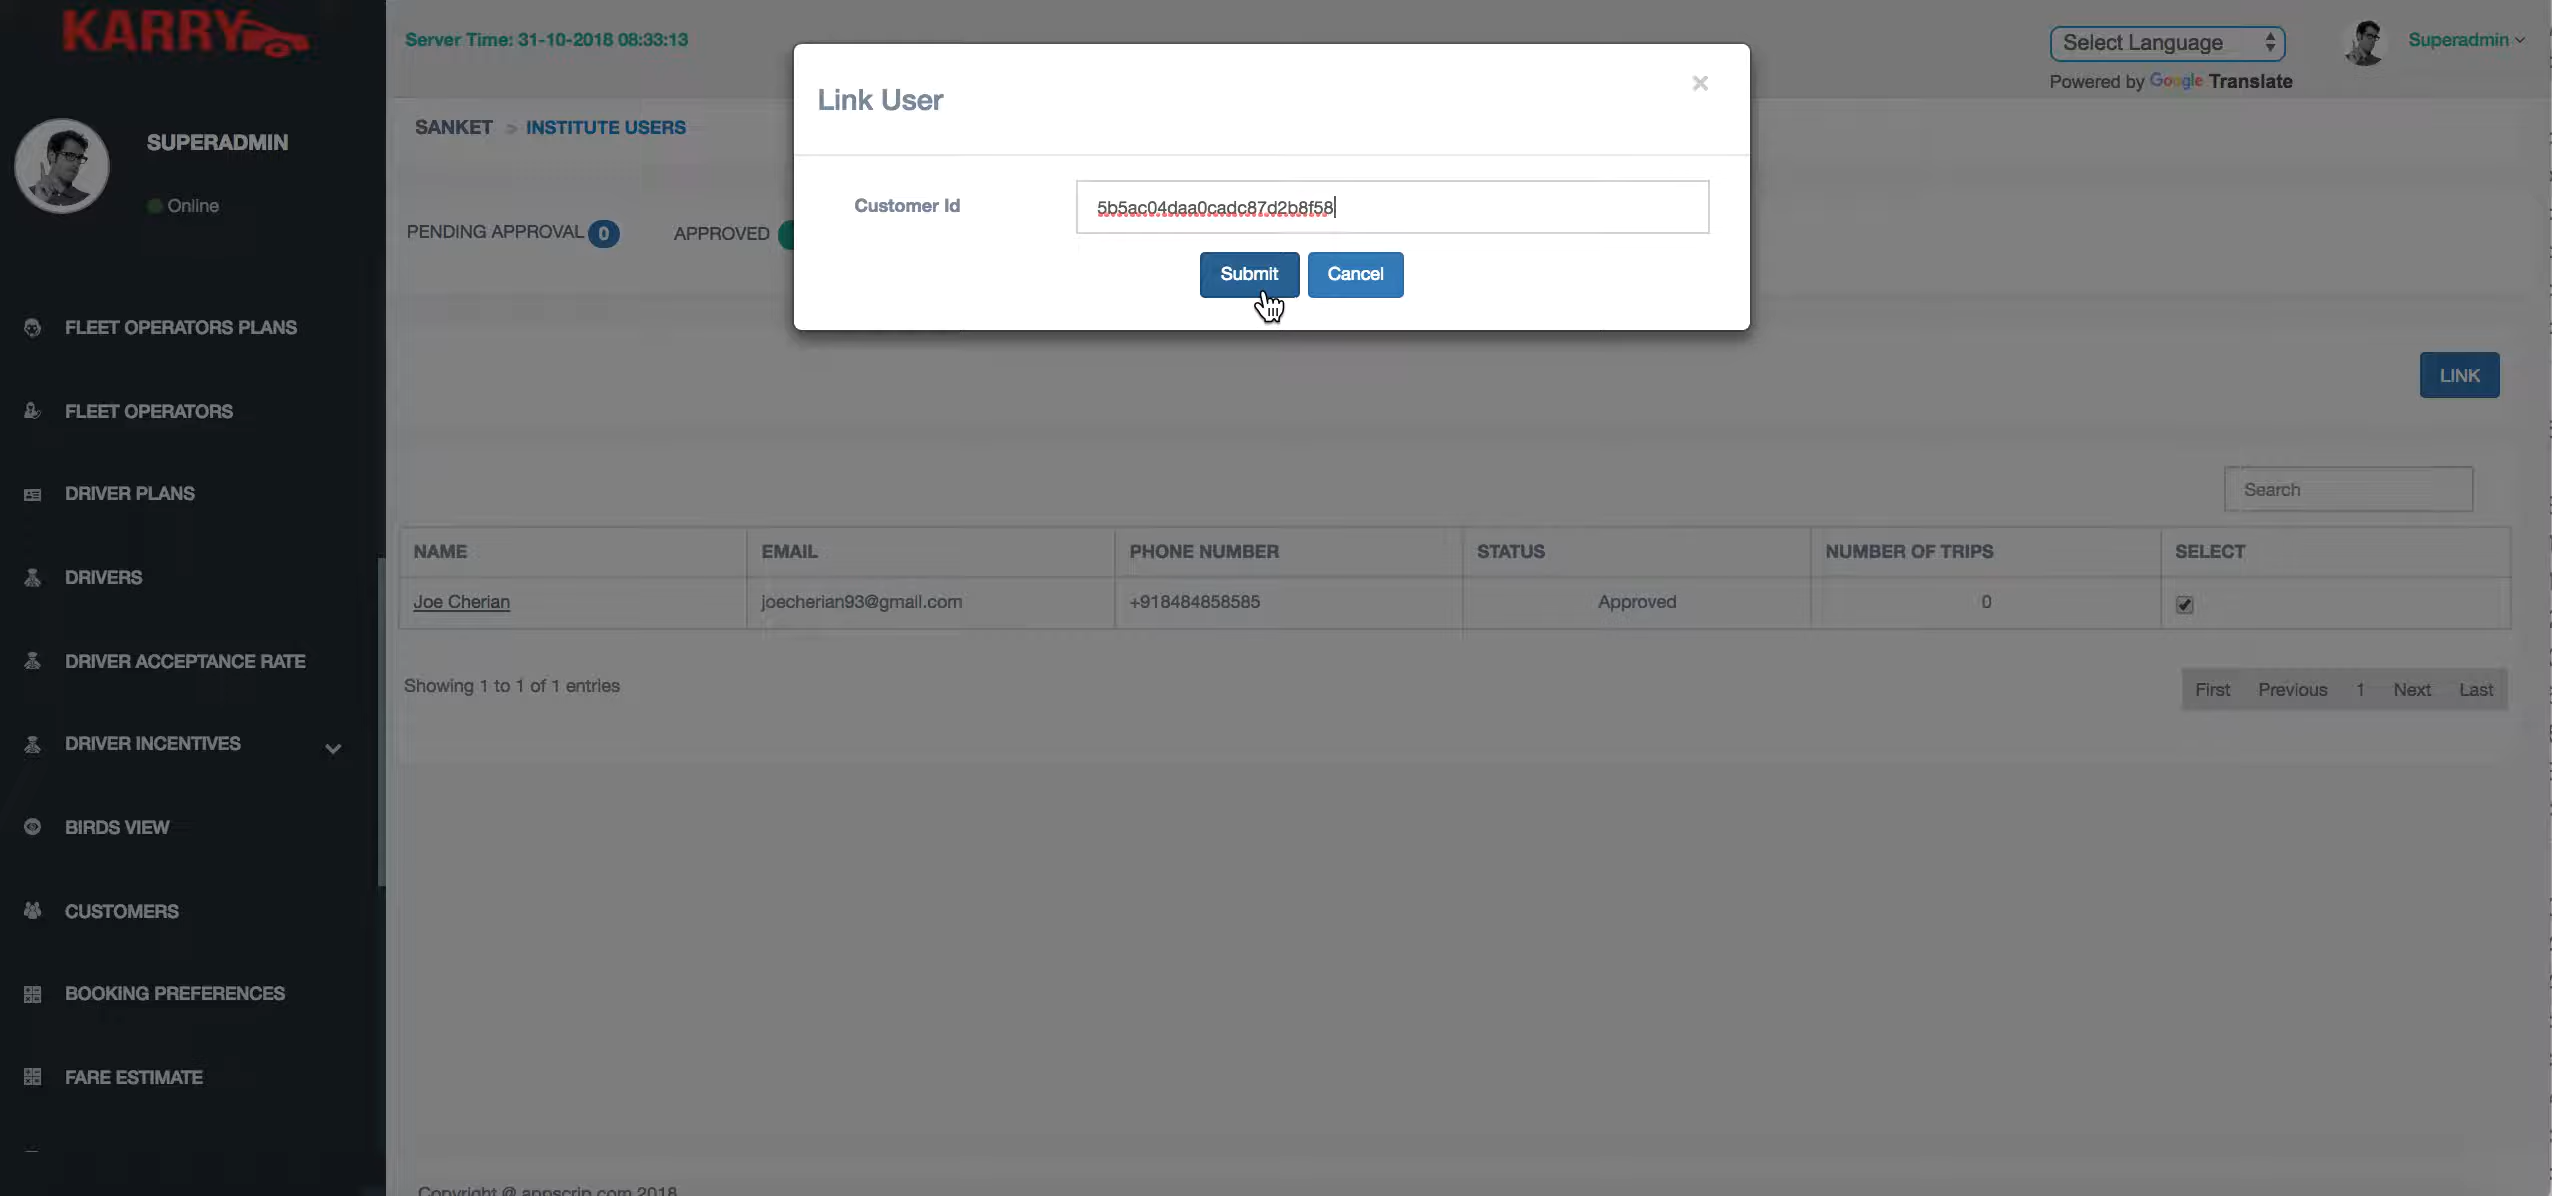 KARRY
Server Time: 31-10-2018 08:33:13
Select Language
Superadmin
Powered by Google Translate
Link User
×
SANKET > INSTITUTE USERS
SUPERADMIN
Online
Customer Id
5b5ac04daa0cadc87d2b8f58
PENDING APPROVAL 0
APPROVED
Submit
Cancel
FLEET OPERATORS PLANS
LINK
FLEET OPERATORS
DRIVER PLANS
Search
NAME EMAIL PHONE NUMBER STATUS NUMBER OF TRIPS SELECT
DRIVERS
Joe Cherian joecherian93@gmail.com +918484858585 Approved 0
DRIVER ACCEPTANCE RATE
Showing 1 to 1 of 1 entries
First Previous 1 Next Last
DRIVER INCENTIVES
BIRDS VIEW
CUSTOMERS
BOOKING PREFERENCES
FARE ESTIMATE
Copyright @ appscrip.com 2018